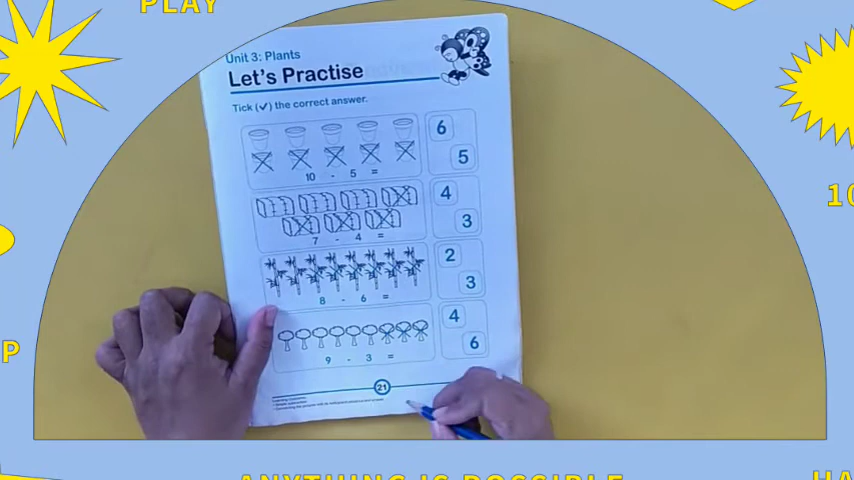 PLAY
Unit 3: Plants
Let's Practise
Tick (✓) the correct answer.
10 - 5 =
6
5
7 - 4 =
4
3
8 - 6 =
2
3
9 - 3 =
4
6
21
10
P
ANYTHING IS POSSIBLE
HA